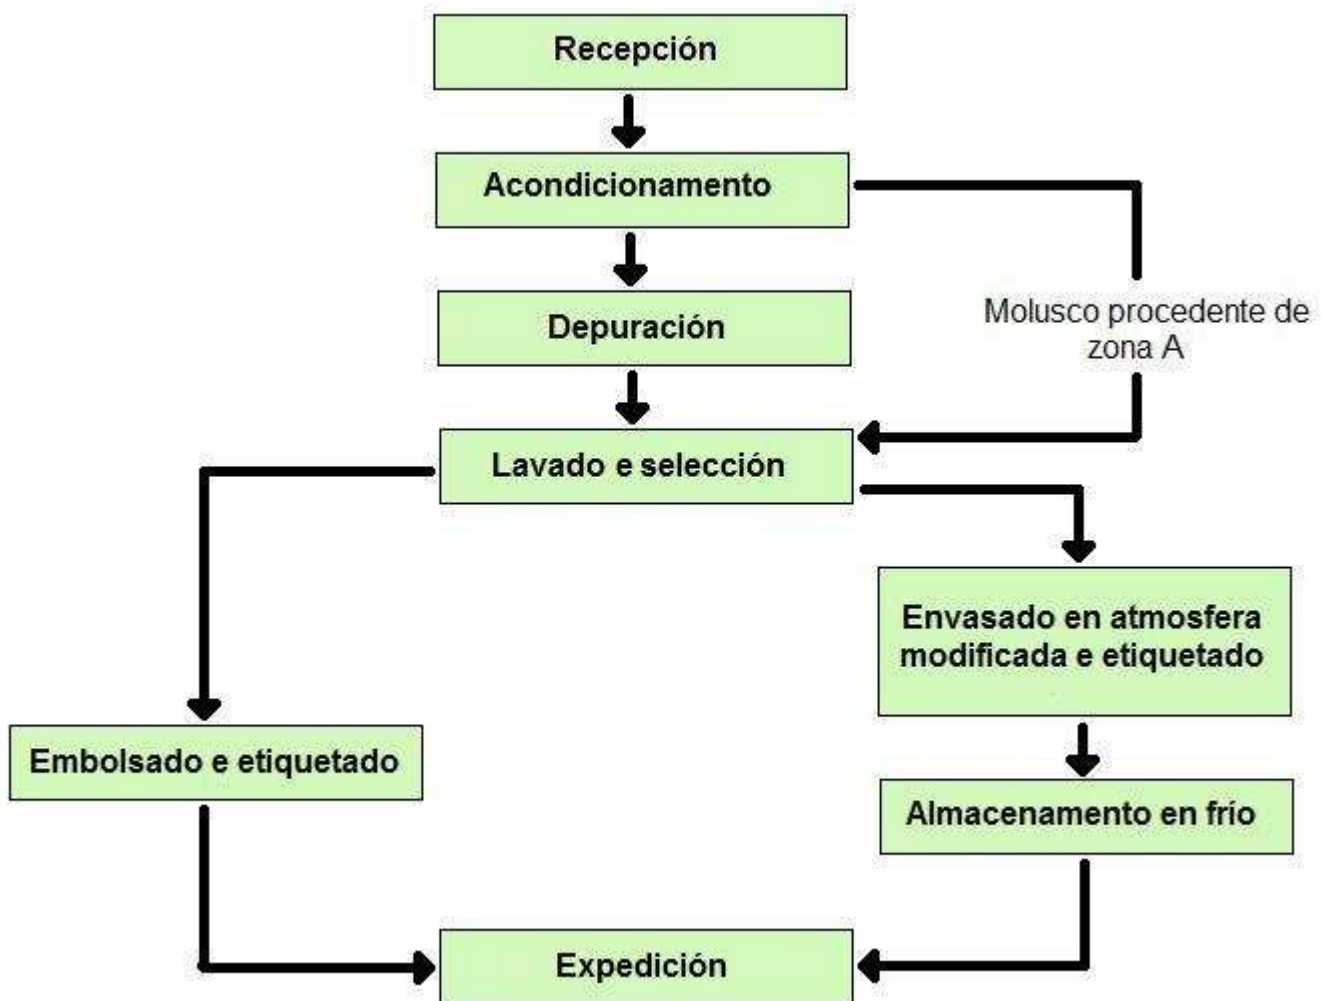 Recepción
Acondicionamento
Depuración
Molusco procedente de
zona A
Lavado e selección
Envasado en atmosfera
modificada e etiquetado
Embolsado e etiquetado
Almacenamento en frío
Expedición